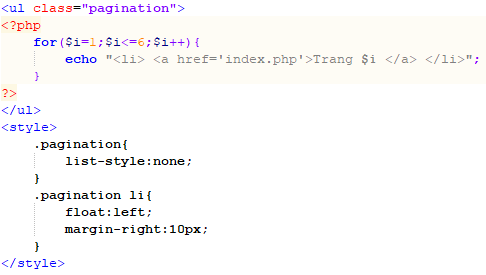 <ul class="pagination">
<?php
    for($i=1;$i<=6;$i++){
        echo "<li> <a href='index.php'>Trang $i </a> </li>";
    }
?>
</ul>
<style>
    .pagination{
        list-style:none;
    }
    .pagination li{
        float:left;
        margin-right:10px;
    }
</style>